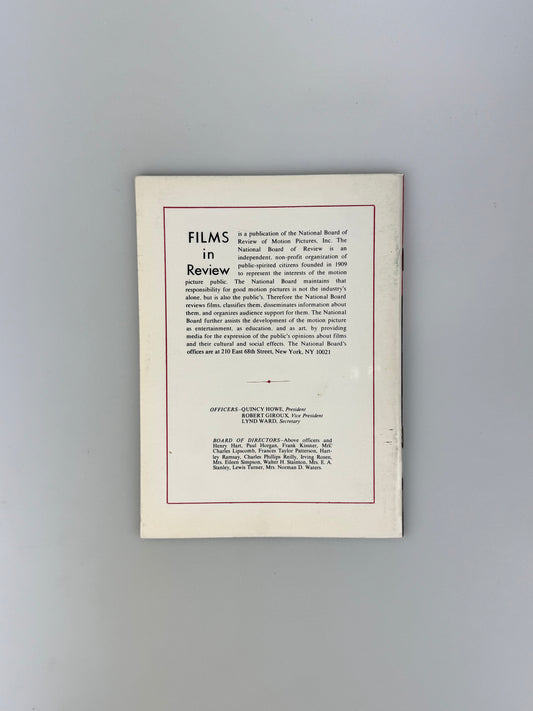 FILMS
in
Review
is a publication of the National Board of
Review of Motion Pictures, Inc. The
National Board of Review is an
independent, non-profit organization of
public-spirited citizens founded in 1909
to represent the interests of the motion
picture public. The National Board maintains that
responsibility for good motion pictures is not the industry's
alone, but is also the public's. Therefore the National Board
reviews films, classifies them, disseminates information about
them, and organizes audience support for them. The National
Board further assists the development of the motion picture
as entertainment, as education, and as art, by providing
media for the expression of the public's opinions about films
and their cultural and social effects. The National Board's
offices are at 210 East 68th Street, New York, NY 10021
OFFICERS–QUINCY HOWE, President
ROBERT GIROUX, Vice President
LYND WARD, Secretary
BOARD OF DIRECTORS–Above officers and
Henry Hart, Paul Horgan, Frank Kissner,
Charles Lipscomb, Frances Taylor Patterson, Hart-
ley Ramsay, Charles Phillips Reilly, Irving Rosen,
Mrs. Eileen Simpson, Walter H. Stainton, Mrs. E. A.
Stanley, Lewis Turner, Mrs. Norman D. Waters.